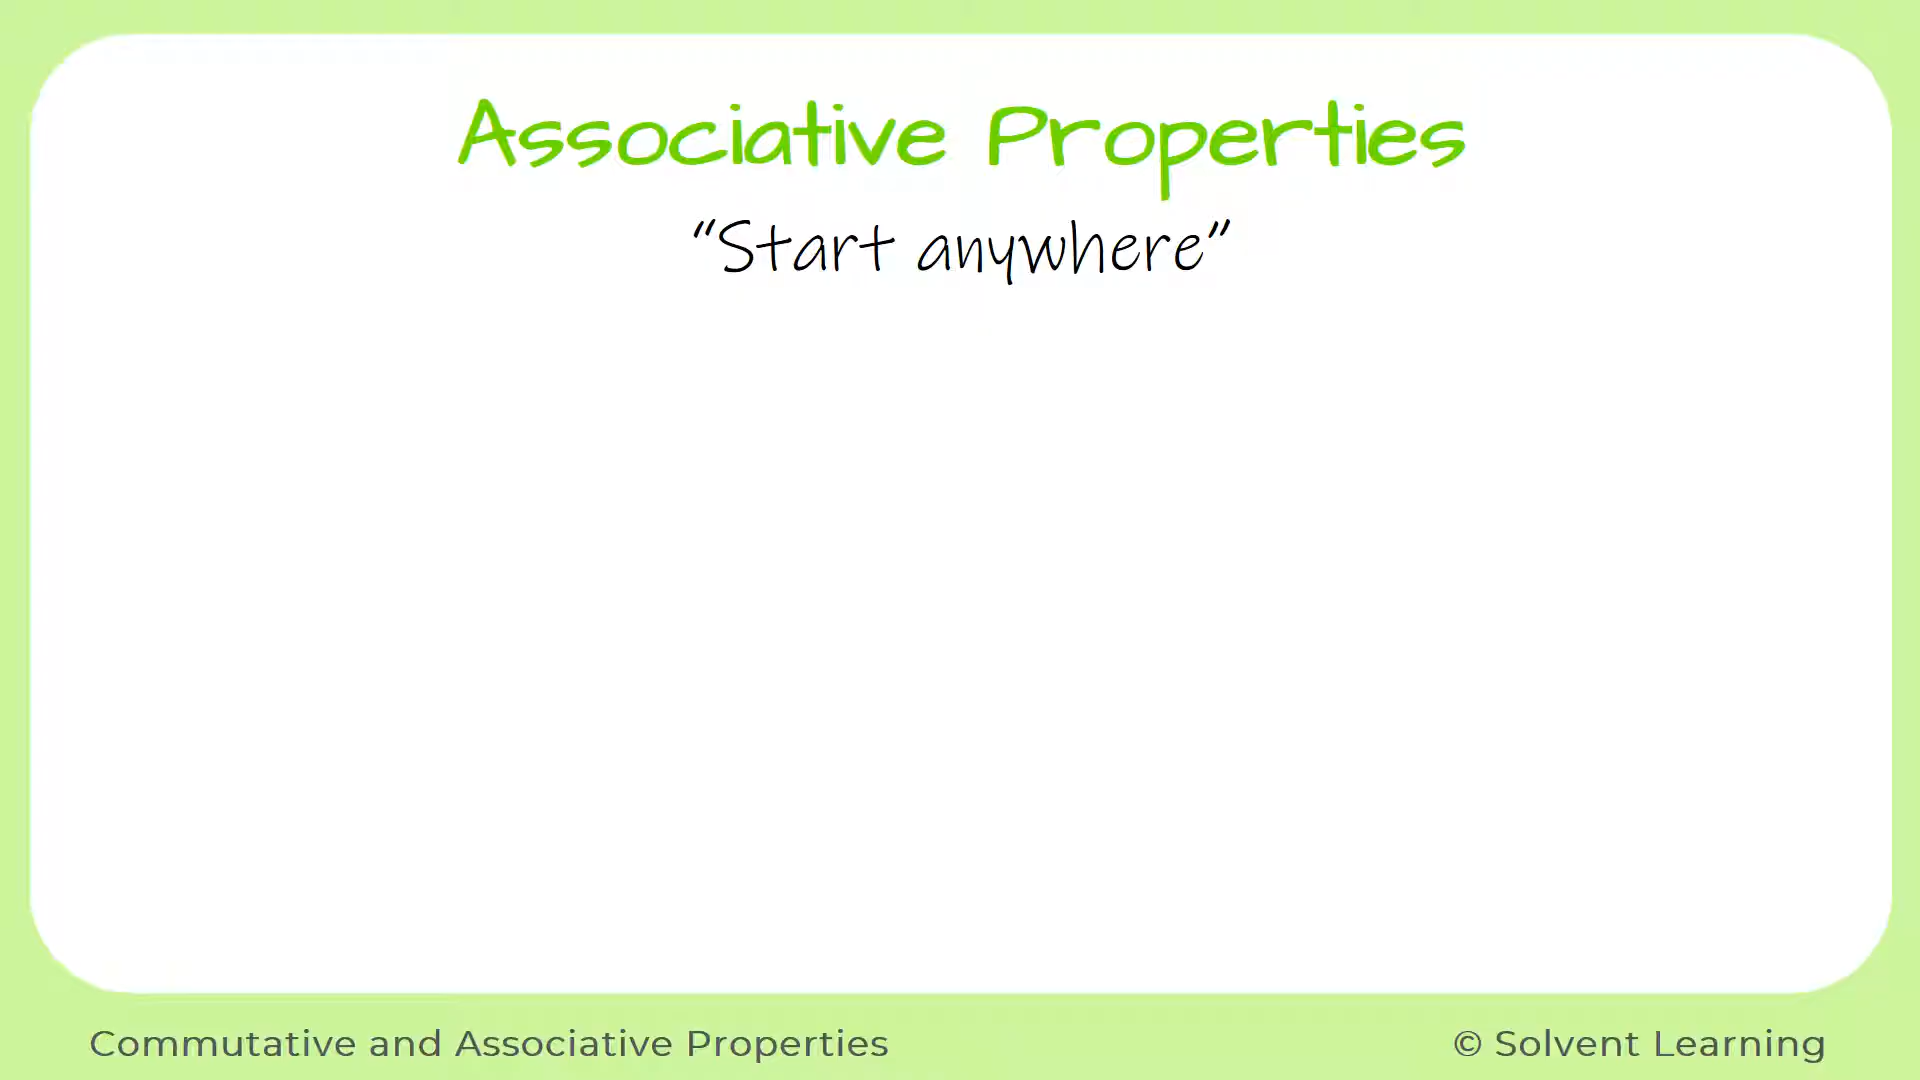 Associative Properties
“Start anywhere”
Commutative and Associative Properties
© Solvent Learning